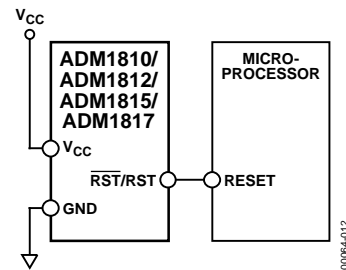 VCC
ADM1810/
ADM1812/
ADM1815/
ADM1817
VCC
RST/RST
GND
MICRO-
PROCESSOR
RESET
00064-012